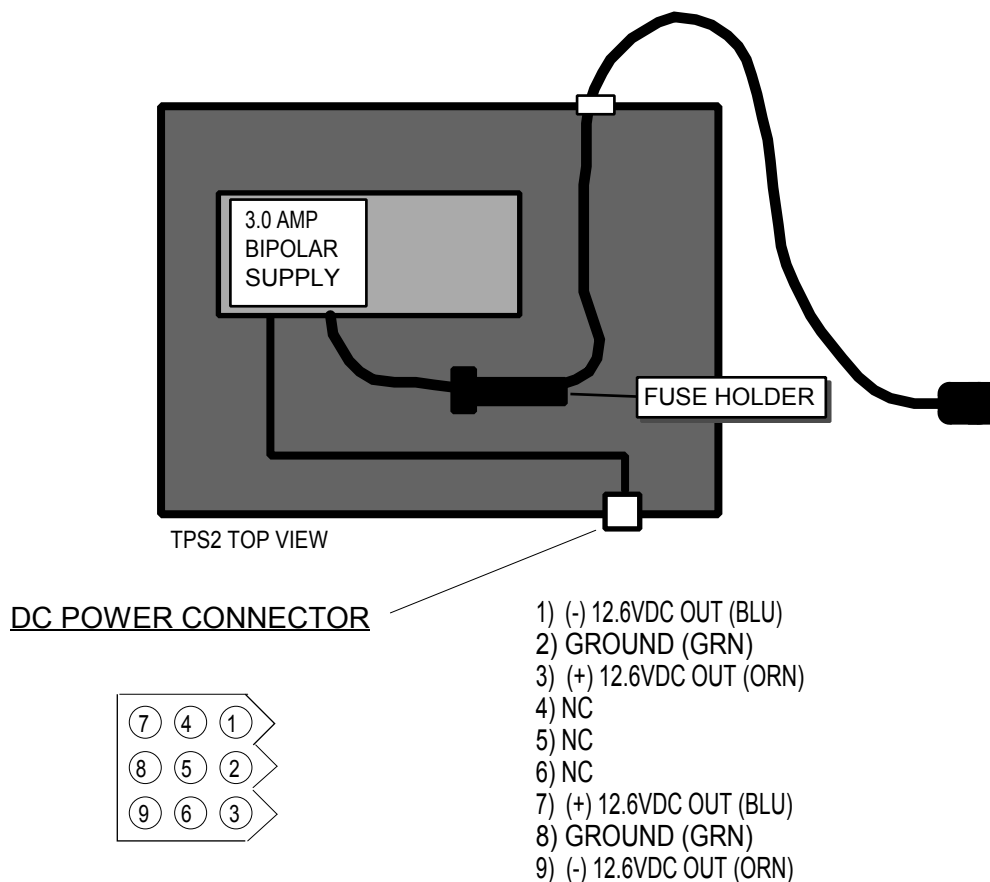 3.0 AMP
BIPOLAR
SUPPLY
FUSE HOLDER
TPS2 TOP VIEW
DC POWER CONNECTOR
7 4 1
8 5 2
9 6 3
1) (-) 12.6VDC OUT (BLU)
2) GROUND (GRN)
3) (+) 12.6VDC OUT (ORN)
4) NC
5) NC
6) NC
7) (+) 12.6VDC OUT (BLU)
8) GROUND (GRN)
9) (-) 12.6VDC OUT (ORN)